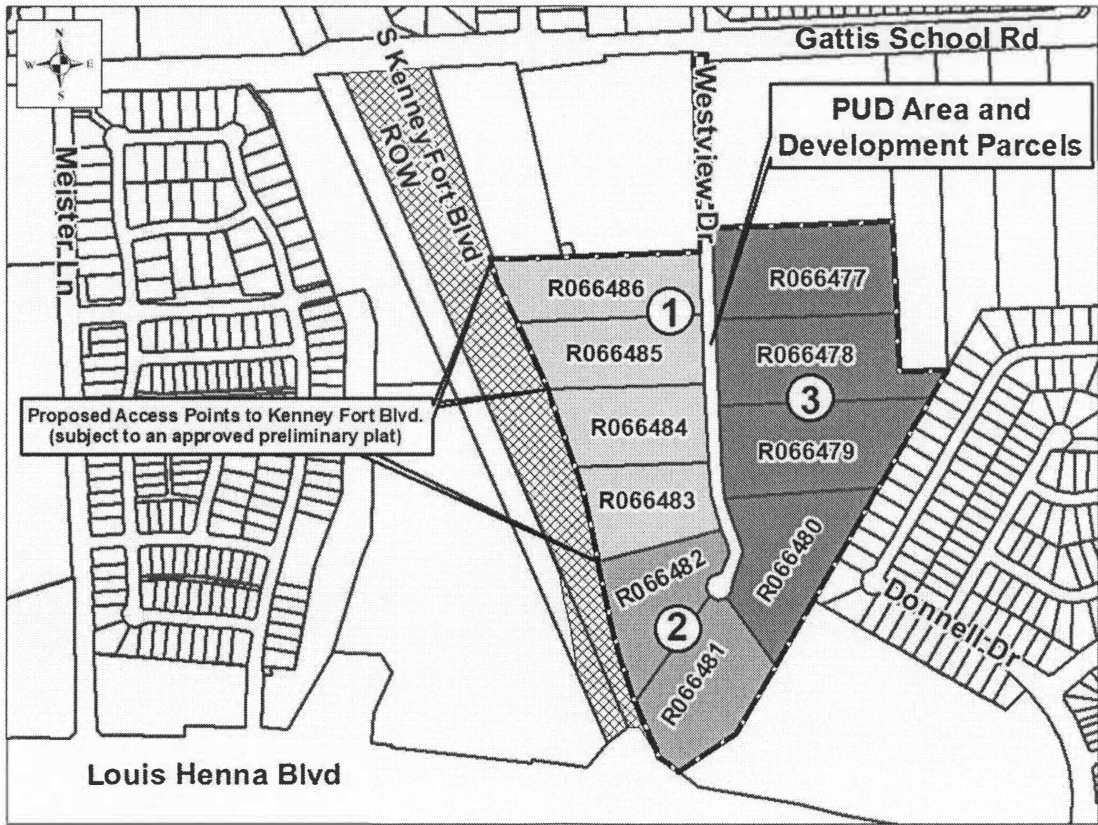 N
W E
S
Gattis School Rd
S Kenney Fort Blvd
ROW
Westview Dr
PUD Area and
Development Parcels
Meister Ln
R066486
1
R066477
R066485
R066478
3
Proposed Access Points to Kenney Fort Blvd.
(subject to an approved preliminary plat)
R066484
R066479
R066483
R066482
R066480
2
R066481
Donnell Dr
Louis Henna Blvd